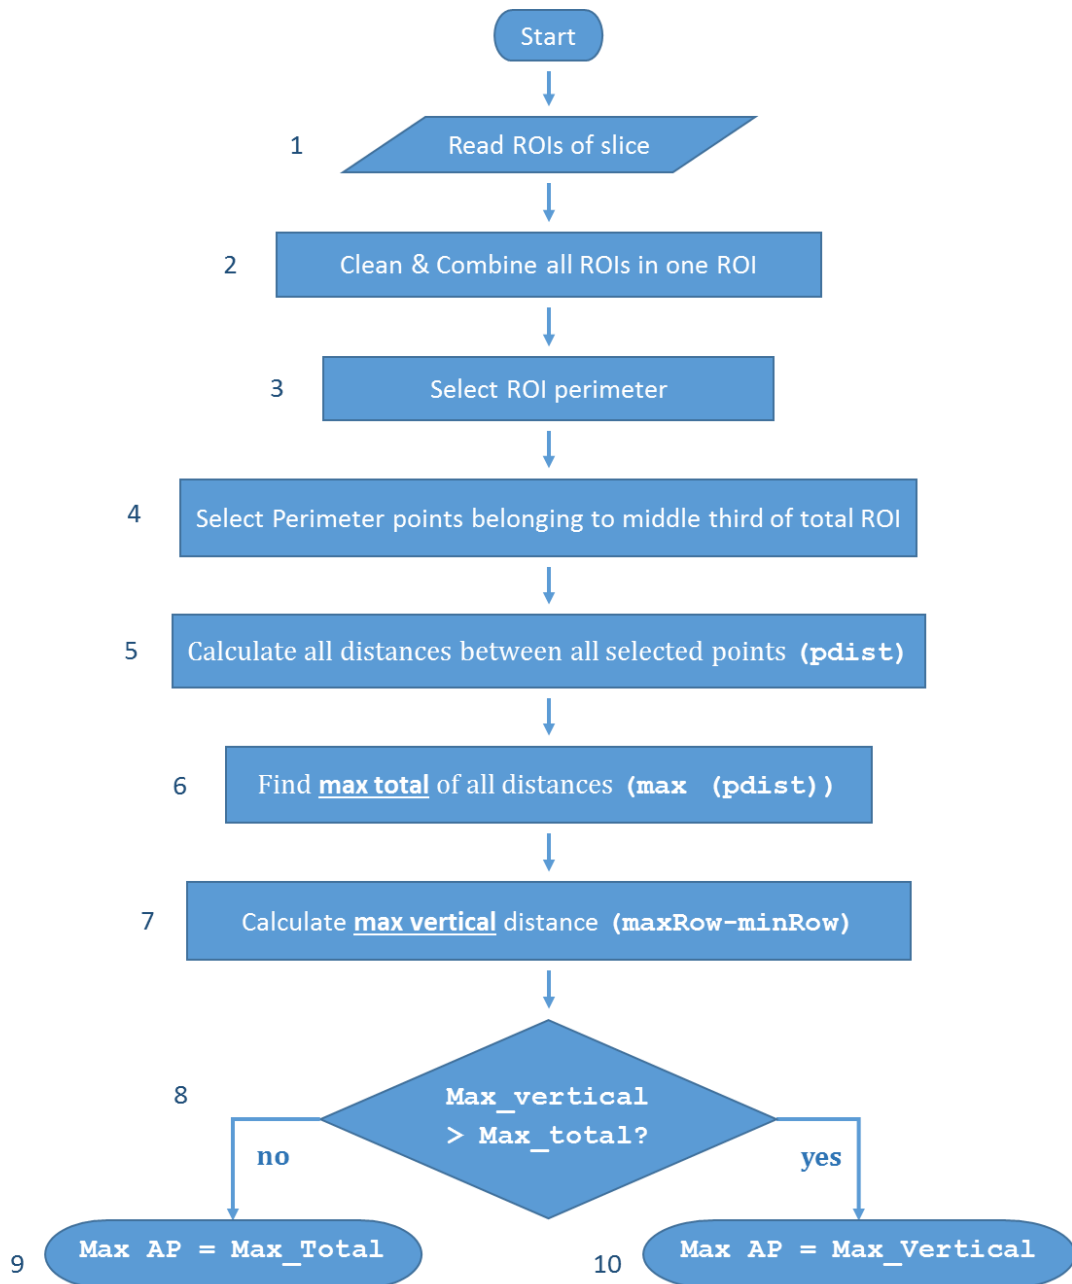 Start
1
Read ROIs of slice
2
Clean & Combine all ROIs in one ROI
3
Select ROI perimeter
4
Select Perimeter points belonging to middle third of total ROI
5
Calculate all distances between all selected points (pdist)
6
Find max total of all distances (max (pdist))
7
Calculate max vertical distance (maxRow-minRow)
8
Max_vertical
> Max_total?
no
yes
9
Max AP = Max_Total
10
Max AP = Max_Vertical